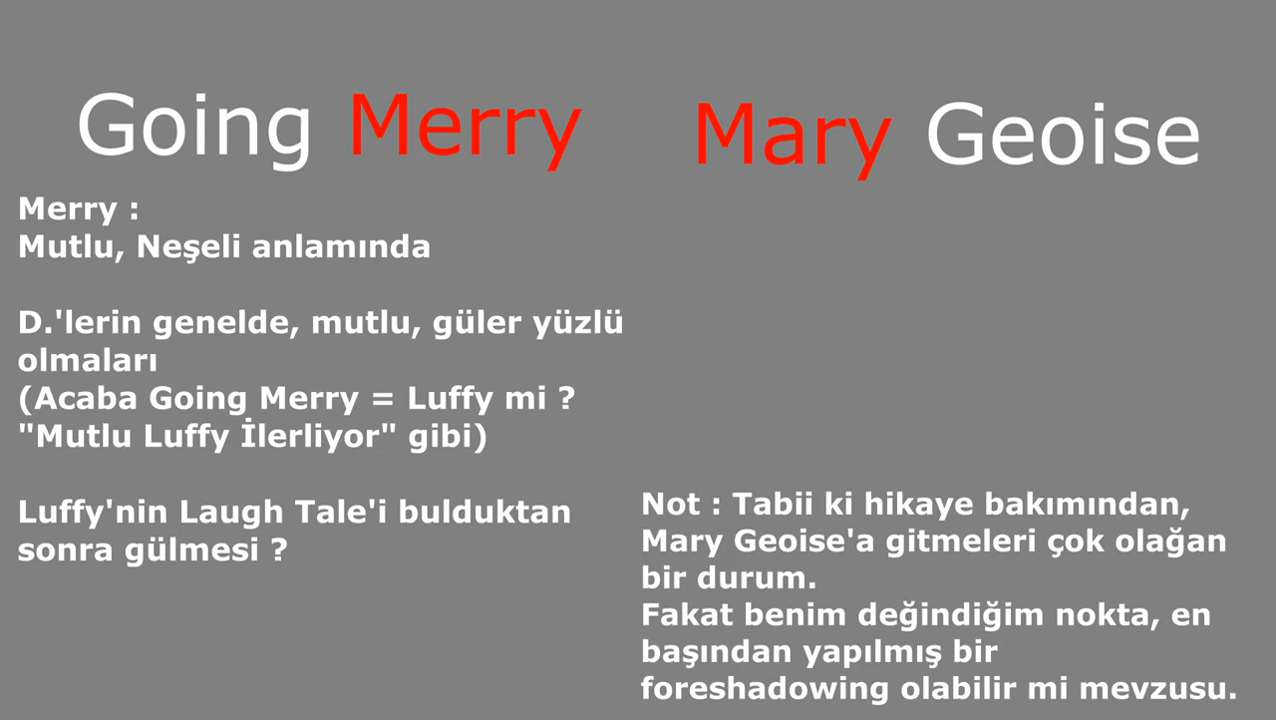 Going Merry
Mary Geoise
Merry :
Mutlu, Neşeli anlamında
D.'lerin genelde, mutlu, güler yüzlü
olmaları
(Acaba Going Merry = Luffy mi ?
"Mutlu Luffy İlerliyor" gibi)
Luffy'nin Laugh Tale'i bulduktan
sonra gülmesi ?
Not : Tabii ki hikaye bakımından,
Mary Geoise'a gitmeleri çok olağan
bir durum.
Fakat benim değindiğim nokta, en
başından yapılmış bir
foreshadowing olabilir mi mevzusu.